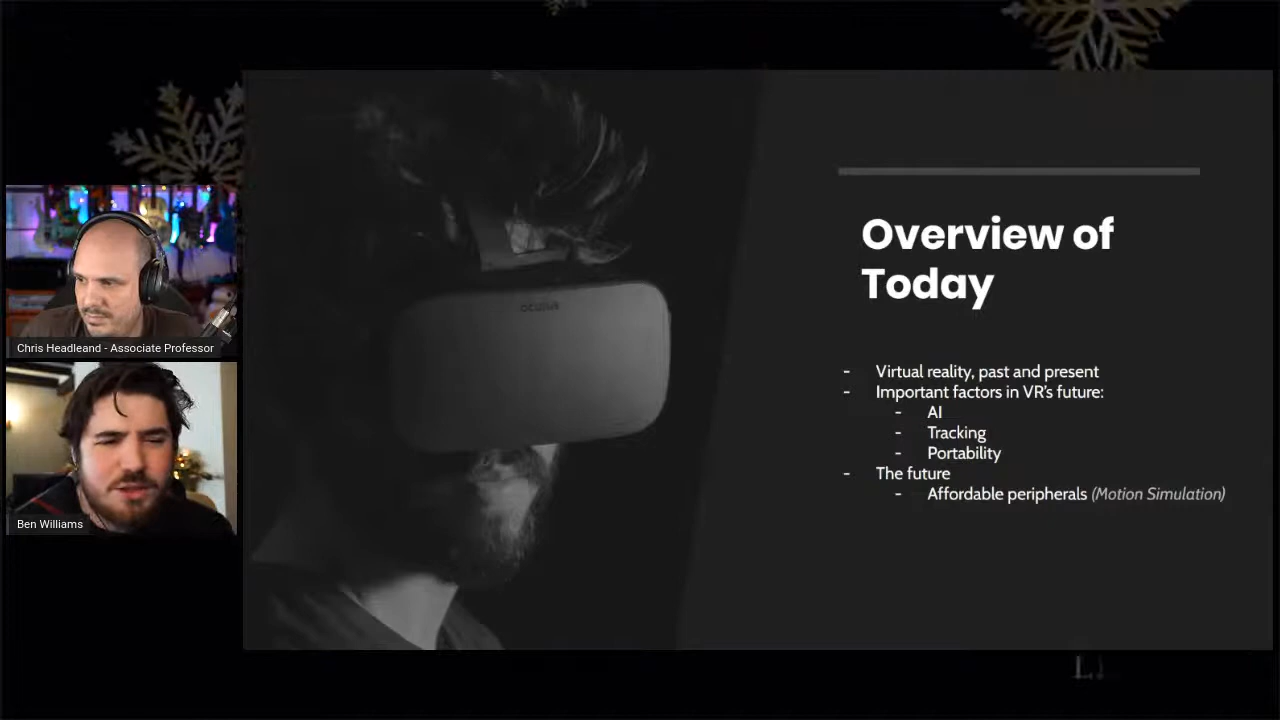 oculus
Overview of
Today
- Virtual reality, past and present
- Important factors in VR's future:
- AI
- Tracking
- Portability
- The future
- Affordable peripherals (Motion Simulation)
Chris Headleand - Associate Professor
Ben Williams